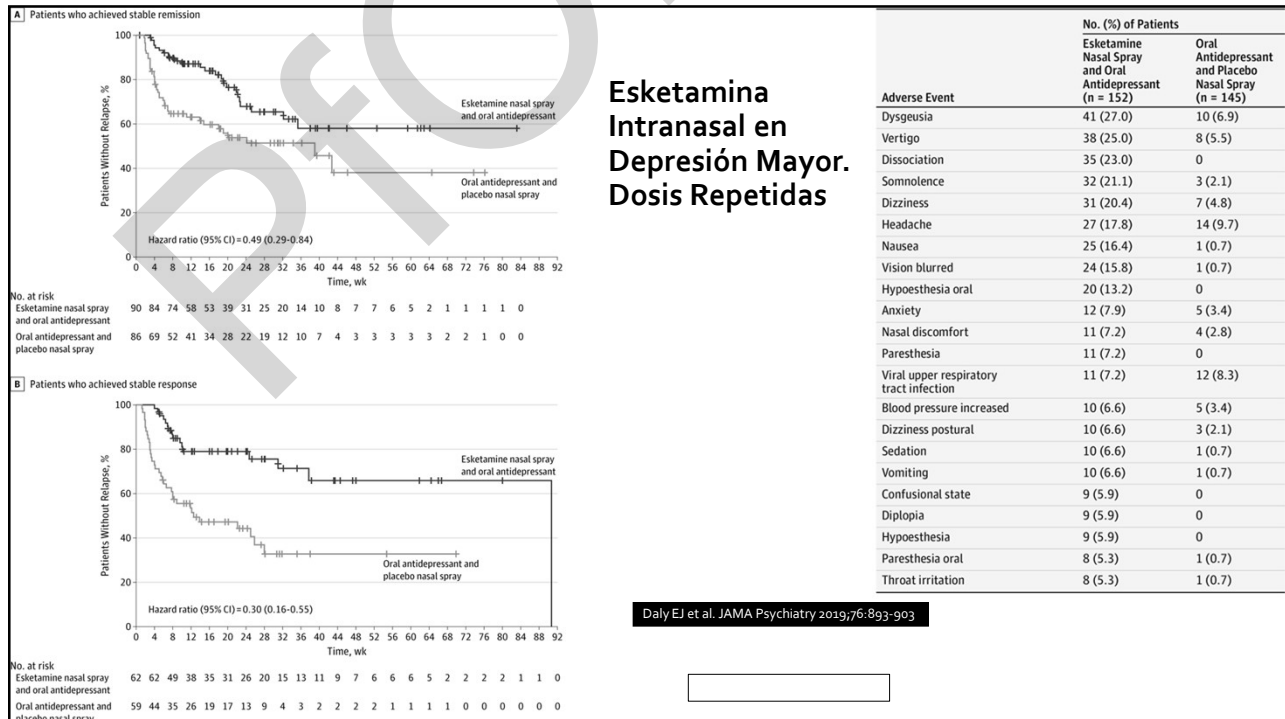 A Patients who achieved stable remission
Patients Without Relapse, %
100
80
60
40
20
0
Esketamine nasal spray
and oral antidepressant
Oral antidepressant and
placebo nasal spray
Hazard ratio (95% CI) = 0.49 (0.29-0.84)
0 4 8 12 16 20 24 28 32 36 40 44 48 52 56 60 64 68 72 76 80 84 88 92
Time, wk
No. at risk
Esketamine nasal spray
and oral antidepressant
90 84 74 58 53 39 31 25 20 14 10 8 7 7 6 5 2 1 1 1 1 0
Oral antidepressant and
placebo nasal spray
86 69 52 41 34 28 22 19 12 10 7 4 3 3 3 3 3 2 2 1 0 0
B Patients who achieved stable response
Patients Without Relapse, %
100
80
60
40
20
0
Esketamine nasal spray
and oral antidepressant
Oral antidepressant and
placebo nasal spray
Hazard ratio (95% CI) = 0.30 (0.16-0.55)
0 4 8 12 16 20 24 28 32 36 40 44 48 52 56 60 64 68 72 76 80 84 88 92
Time, wk
No. at risk
Esketamine nasal spray
and oral antidepressant
62 62 49 38 35 31 26 20 15 13 11 9 7 6 6 6 5 2 2 2 2 1 1 0
Oral antidepressant and
placebo nasal spray
59 44 35 26 19 17 13 9 4 3 2 2 2 2 1 1 1 1 0 0 0 0 0 0
Esketamina
Intranasal en
Depresión Mayor.
Dosis Repetidas
Daly EJ et al. JAMA Psychiatry 2019;76:893-903
No. (%) of Patients
Adverse Event
Esketamine
Nasal Spray
and Oral
Antidepressant
(n = 152)
Oral
Antidepressant
and Placebo
Nasal Spray
(n = 145)
Dysgeusia 41 (27.0) 10 (6.9)
Vertigo 38 (25.0) 8 (5.5)
Dissociation 35 (23.0) 0
Somnolence 32 (21.1) 3 (2.1)
Dizziness 31 (20.4) 7 (4.8)
Headache 27 (17.8) 14 (9.7)
Nausea 25 (16.4) 1 (0.7)
Vision blurred 24 (15.8) 1 (0.7)
Hypoesthesia oral 20 (13.2) 0
Anxiety 12 (7.9) 5 (3.4)
Nasal discomfort 11 (7.2) 4 (2.8)
Paresthesia 11 (7.2) 0
Viral upper respiratory
tract infection 11 (7.2) 12 (8.3)
Blood pressure increased 10 (6.6) 5 (3.4)
Dizziness postural 10 (6.6) 3 (2.1)
Sedation 10 (6.6) 1 (0.7)
Vomiting 10 (6.6) 1 (0.7)
Confusional state 9 (5.9) 0
Diplopia 9 (5.9) 0
Hypoesthesia 9 (5.9) 0
Paresthesia oral 8 (5.3) 1 (0.7)
Throat irritation 8 (5.3) 1 (0.7)